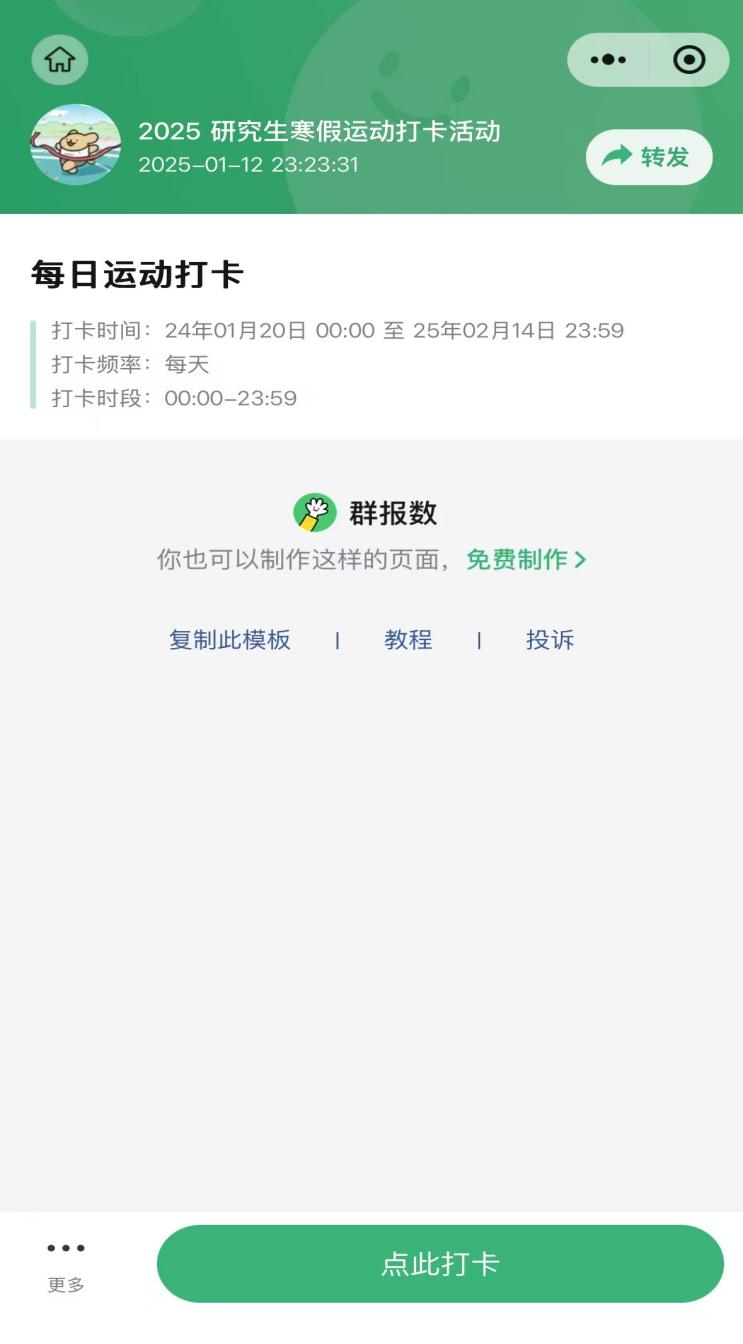 2025 研究生寒假运动打卡活动
2025-01-12 23:23:31
转发
每日运动打卡
打卡时间：24年01月20日 00:00 至 25年02月14日 23:59
打卡频率：每天
打卡时段：00:00-23:59
群报数
你也可以制作这样的页面，免费制作
复制此模板 | 教程 | 投诉
更多
点此打卡